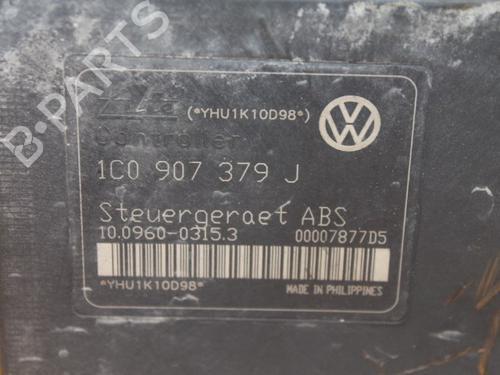 B-PARTS
(*YHU1K10D98*)
Controller
1C0 907 379 J
Steuergeraet ABS
10.0960-0315.3 00007877D5
*YHU1K10D98* MADE IN PHILIPPINES